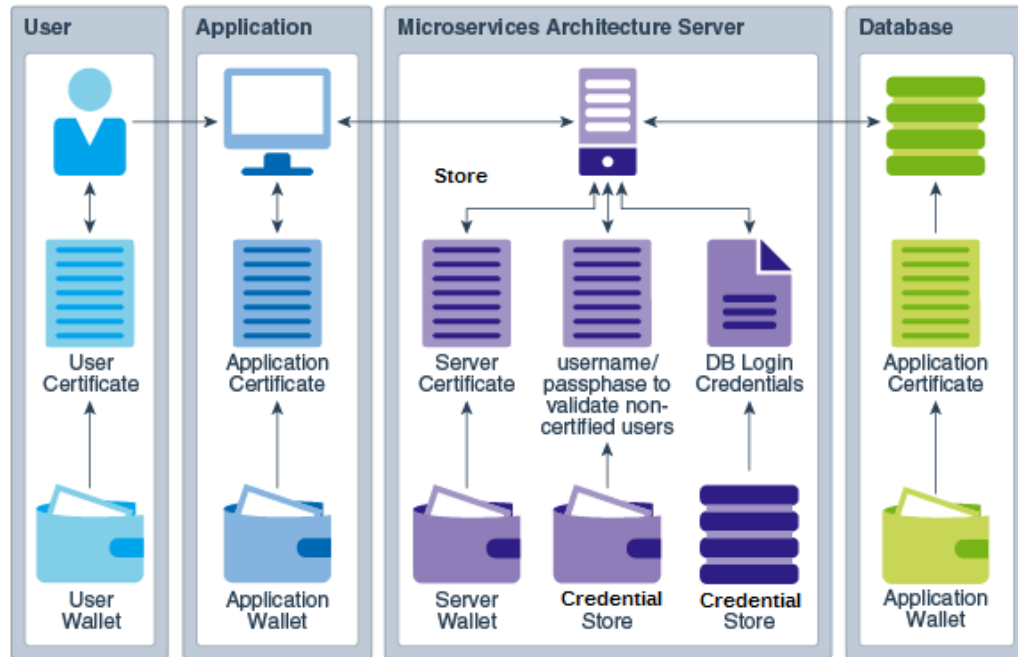 User
Application
Microservices Architecture Server
Database
Store
User
Certificate
Application
Certificate
Server
Certificate
username/
passphase to
validate non-
certified users
DB Login
Credentials
Application
Certificate
User
Wallet
Application
Wallet
Server
Wallet
Credential
Store
Credential
Store
Application
Wallet